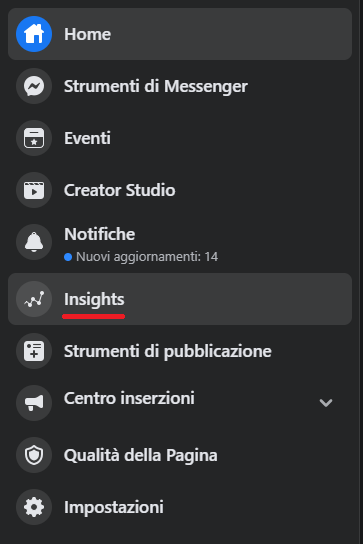 Home
Strumenti di Messenger
Eventi
Creator Studio
Notifiche
Nuovi aggiornamenti: 14
Insights
Strumenti di pubblicazione
Centro inserzioni
Qualità della Pagina
Impostazioni